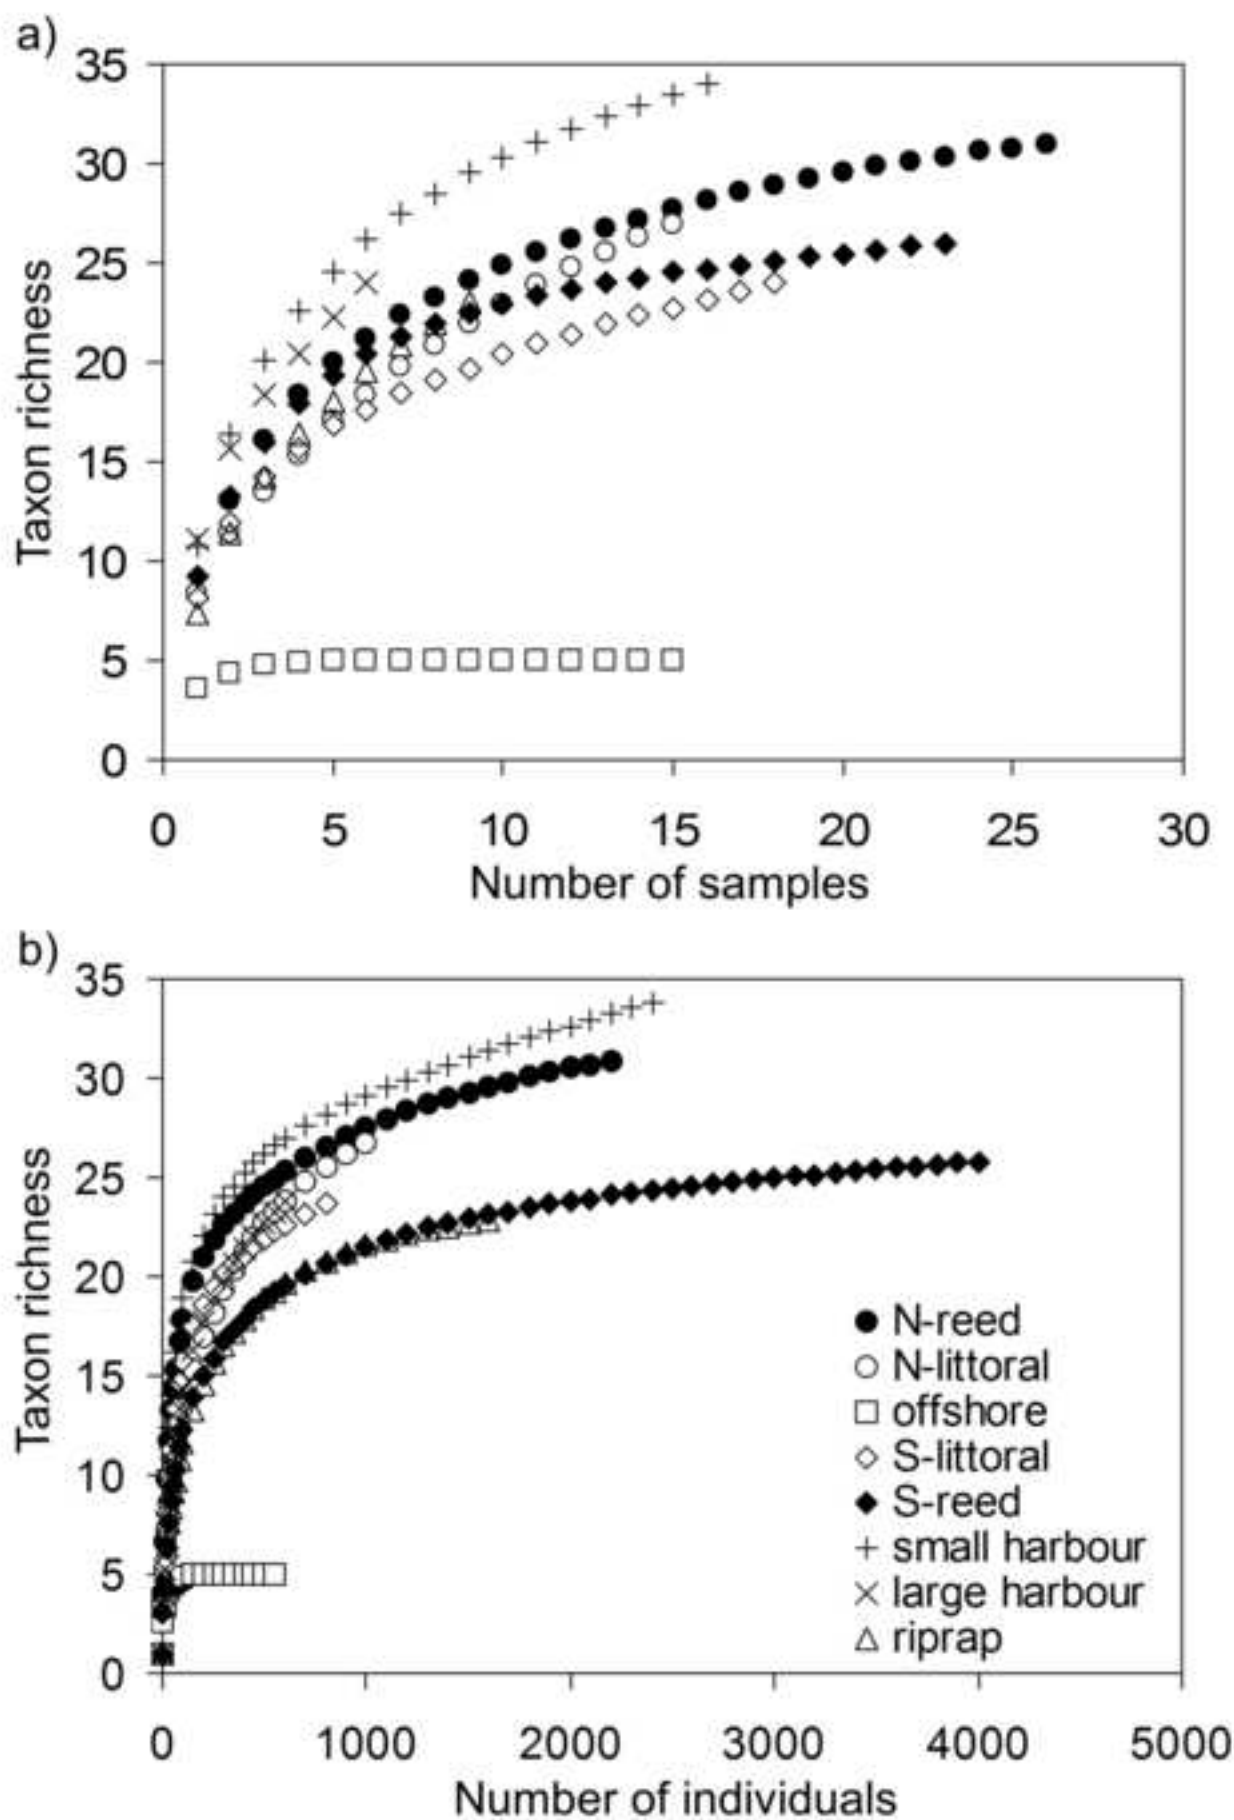 a)
35
30
25
20
15
10
5
0
Taxon richness
0 5 10 15 20 25 30
Number of samples
b)
35
30
25
20
15
10
5
0
Taxon richness
N-reed
N-littoral
offshore
S-littoral
S-reed
small harbour
large harbour
riprap
0 1000 2000 3000 4000 5000
Number of individuals